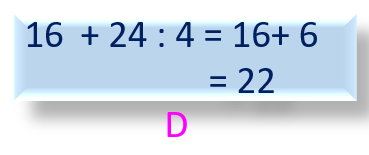 16 + 24 : 4 = 16+ 6
= 22
D